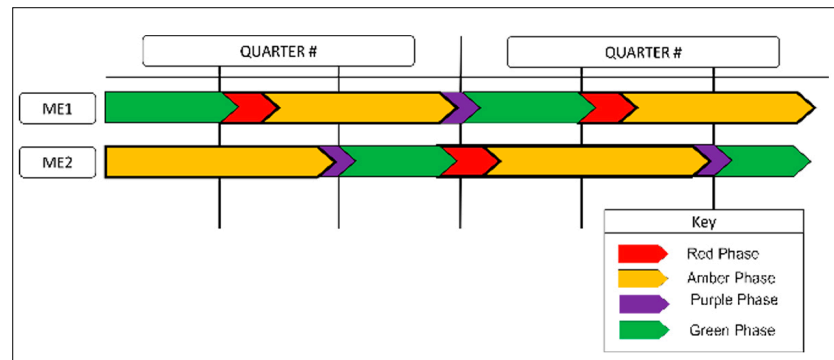 QUARTER #
QUARTER #
ME1
ME2
Key
Red Phase
Amber Phase
Purple Phase
Green Phase